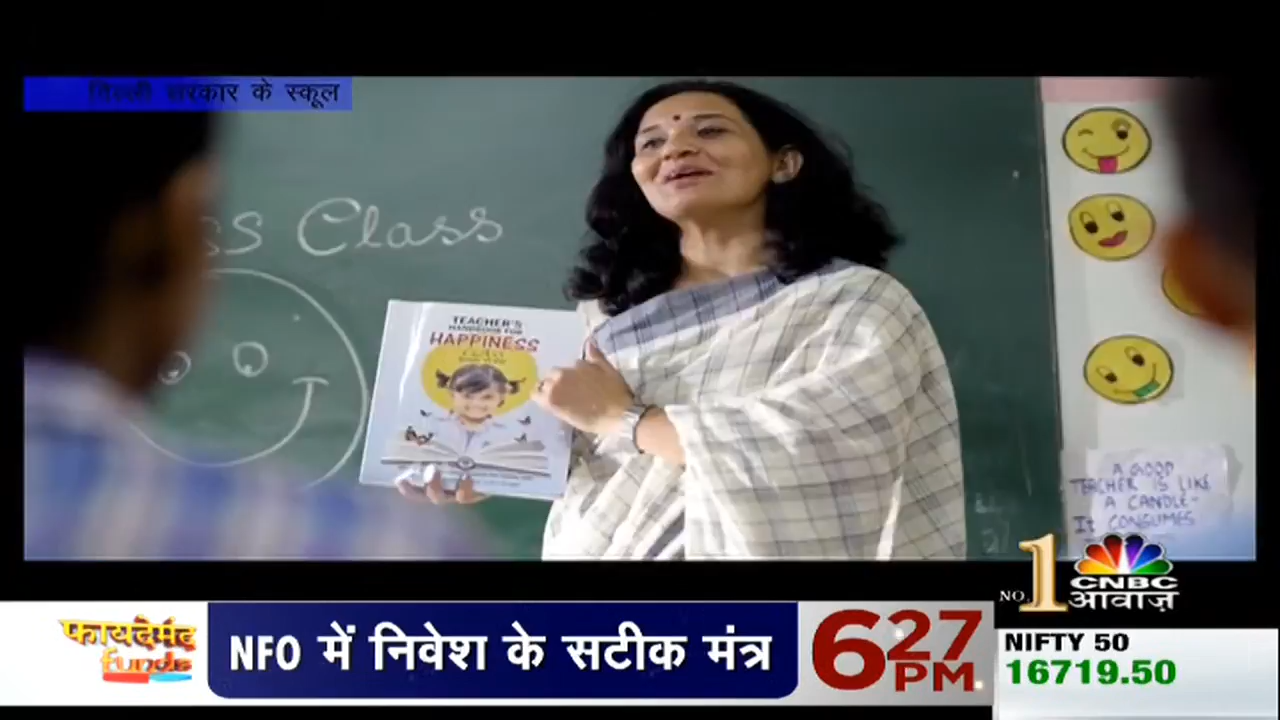 सरकार के स्कूल
Class
TEACHER'S
HANDBOOK FOR
HAPPINESS
A GOOD
TEACHER IS LIKE
A CANDLE-
It CONSUMES
NO. 1
CNBC
आवाज़
फायदेमंद
funds
NFO में निवेश के सटीक मंत्र
6 27
PM
NIFTY 50
16719.50